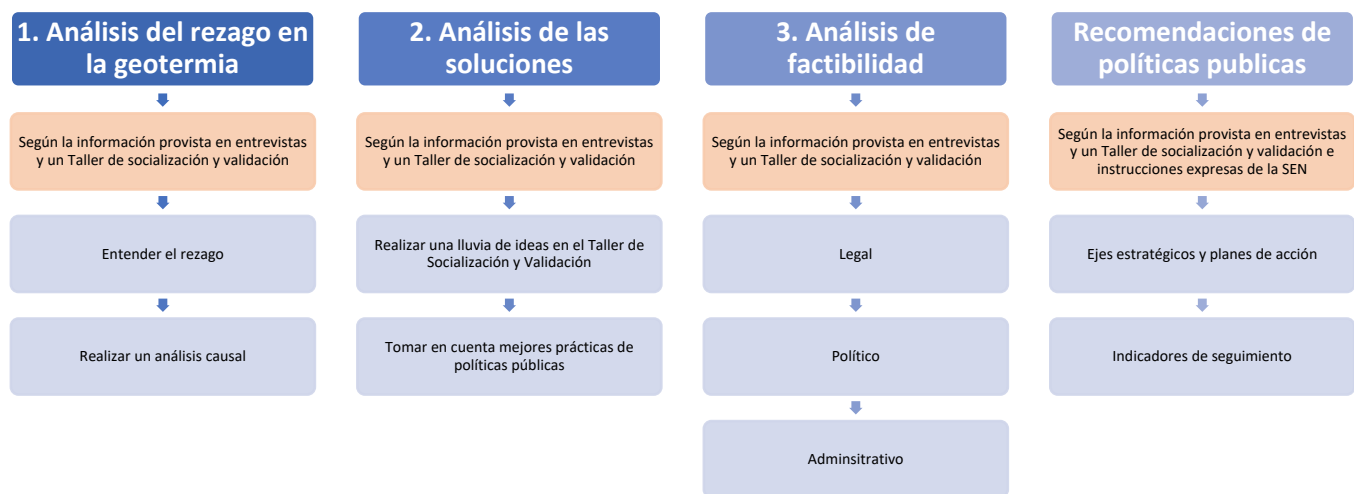 1. Análisis del rezago en
la geotermia
Según la información provista en entrevistas
y un Taller de socialización y validación
Entender el rezago
Realizar un análisis causal
2. Análisis de las
soluciones
Según la información provista en entrevistas
y un Taller de socialización y validación
Realizar una lluvia de ideas en el Taller de
Socialización y Validación
Tomar en cuenta mejores prácticas de
políticas públicas
3. Análisis de
factibilidad
Según la información provista en entrevistas
y un Taller de socialización y validación
Legal
Político
Adminsitrativo
Recomendaciones de
políticas publicas
Según la información provista en entrevistas
y un Taller de socialización y validación e
instrucciones expresas de la SEN
Ejes estratégicos y planes de acción
Indicadores de seguimiento